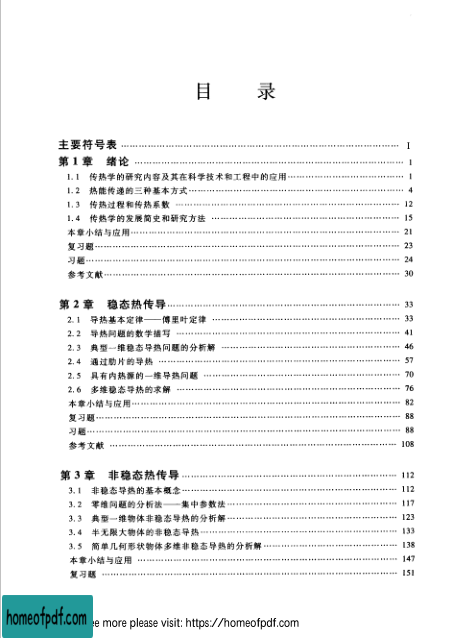 目 录
主要符号表 …… I
第1章 绪论 …… 1
1.1 传热学的研究内容及其在科学技术和工程中的应用 …… 1
1.2 热能传递的三种基本方式 …… 4
1.3 传热过程和传热系数 …… 12
1.4 传热学的发展简史和研究方法 …… 15
本章小结与应用 …… 21
复习题 …… 23
习题 …… 24
参考文献 …… 30
第2章 稳态热传导 …… 33
2.1 导热基本定律——傅里叶定律 …… 33
2.2 导热问题的数学描写 …… 41
2.3 典型一维稳态导热问题的分析解 …… 46
2.4 通过肋片的导热 …… 57
2.5 具有内热源的一维导热问题 …… 70
2.6 多维稳态导热的求解 …… 76
本章小结与应用 …… 82
复习题 …… 88
习题 …… 88
参考文献 …… 108
第3章 非稳态热传导 …… 112
3.1 非稳态导热的基本概念 …… 112
3.2 零维问题的分析法——集中参数法 …… 117
3.3 典型一维物体非稳态导热的分析解 …… 123
3.4 半无限大物体的非稳态导热 …… 133
3.5 简单几何形状物体多维非稳态导热的分析解 …… 138
本章小结与应用 …… 147
复习题 …… 151
homeofpdf.com
e more please visit: https://homeofpdf.com